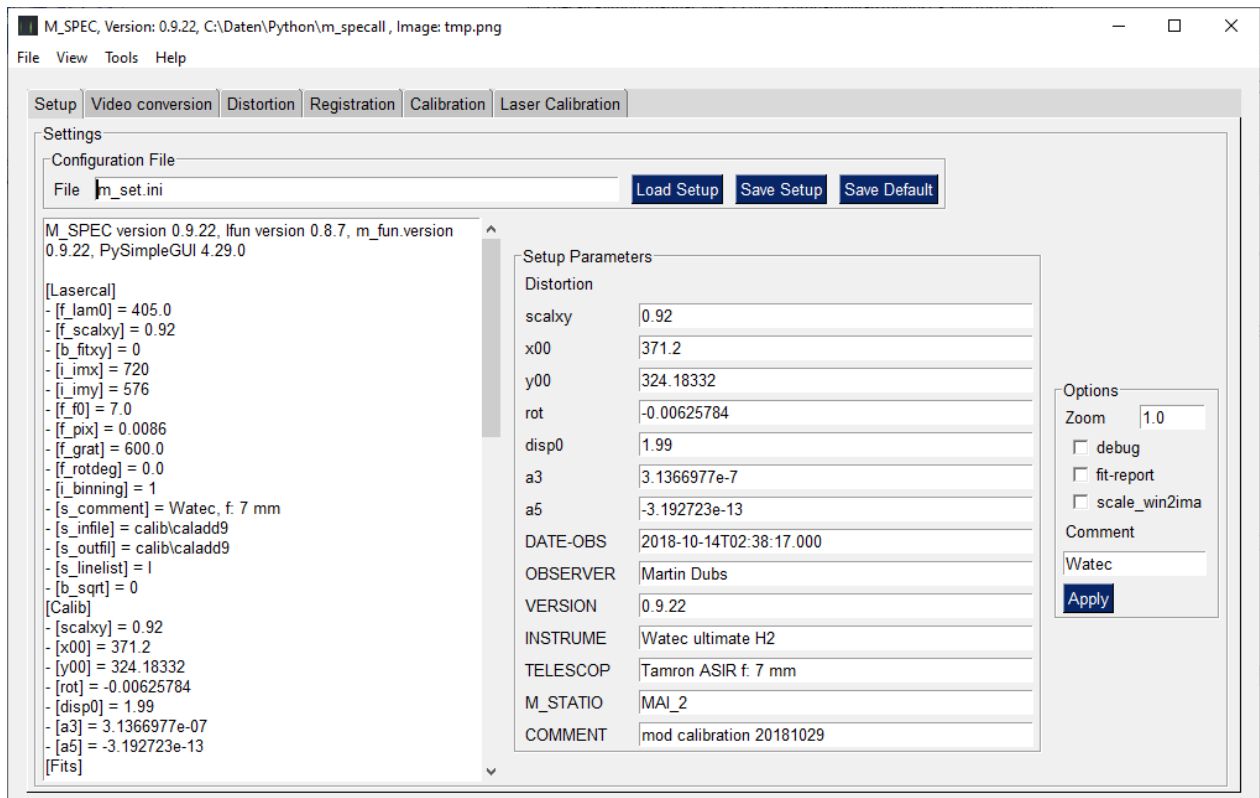 M_SPEC, Version: 0.9.22, C:\Daten\Python\m_specall , Image: tmp.png
File View Tools Help
Setup Video conversion Distortion Registration Calibration Laser Calibration
Settings
Configuration File
File m_set.ini Load Setup Save Setup Save Default
M_SPEC version 0.9.22, lfun version 0.8.7, m_fun.version
0.9.22, PySimpleGUI 4.29.0
[Lasercal]
- [f_lam0] = 405.0
- [f_scalxy] = 0.92
- [b_fitxy] = 0
- [i_imx] = 720
- [i_imy] = 576
- [f_f0] = 7.0
- [f_pix] = 0.0086
- [f_grat] = 600.0
- [f_rotdeg] = 0.0
- [i_binning] = 1
- [s_comment] = Watec, f: 7 mm
- [s_infile] = calib\caladd9
- [s_outfil] = calib\caladd9
- [s_linelist] = l
- [b_sqrt] = 0
[Calib]
- [scalxy] = 0.92
- [x00] = 371.2
- [y00] = 324.18332
- [rot] = -0.00625784
- [disp0] = 1.99
- [a3] = 3.1366977e-07
- [a5] = -3.192723e-13
[Fits]
Setup Parameters
Distortion
scalxy 0.92
x00 371.2
y00 324.18332
rot -0.00625784
disp0 1.99
a3 3.1366977e-7
a5 -3.192723e-13
DATE-OBS 2018-10-14T02:38:17.000
OBSERVER Martin Dubs
VERSION 0.9.22
INSTRUME Watec ultimate H2
TELESCOP Tamron ASIR f: 7 mm
M_STATIO MAI_2
COMMENT mod calibration 20181029
Options
Zoom 1.0
debug
fit-report
scale_win2ima
Comment
Watec
Apply